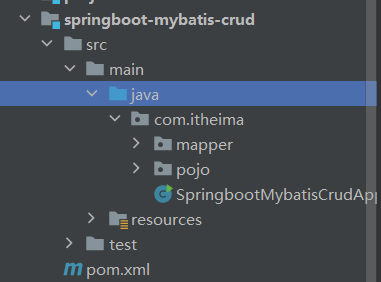 springboot-mybatis-crud
src
main
java
com.itheima
mapper
pojo
SpringbootMybatisCrudApp
resources
test
pom.xml